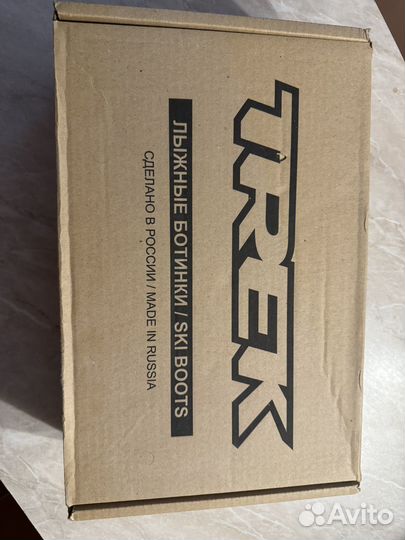 TREK
ЛЫЖНЫЕ БОТИНКИ / SKI BOOTS
СДЕЛАНО В РОССИИ / MADE IN RUSSIA
Avito